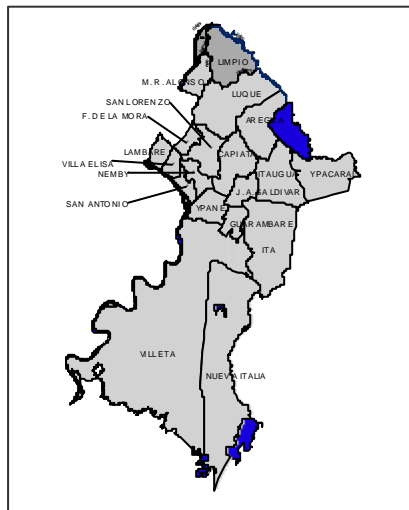 LIMPIO
M. R. ALONSO
LUQUE
SAN LORENZO
F. DE LA MORA
AREGUA
LAMBARE
CAPIATA
VILLA ELISA
ITAUGUA
YPACARAI
NEMBY
J. A. SALDIVAR
SAN ANTONIO
YPANE
GUARAMBARE
ITA
VILLETA
NUEVA ITALIA